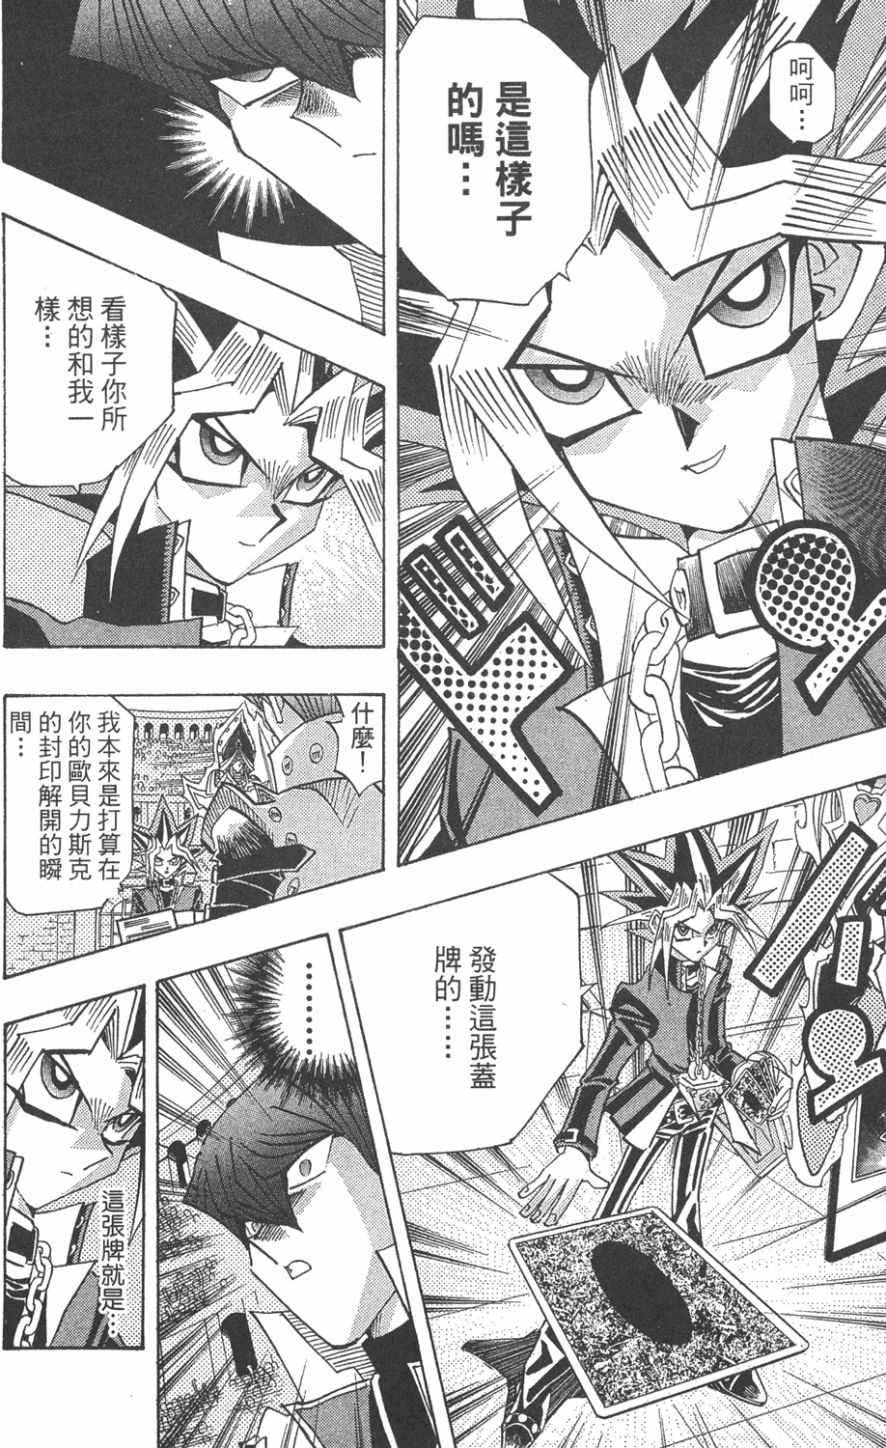 呵呵…
是這樣子
的嗎…
看樣子你所
想的和我一
樣…
什麼！
我本來是打算在
你的歐貝力斯克
的封印解開的瞬
間…
發動這張蓋
牌的……
………
這張牌就是…